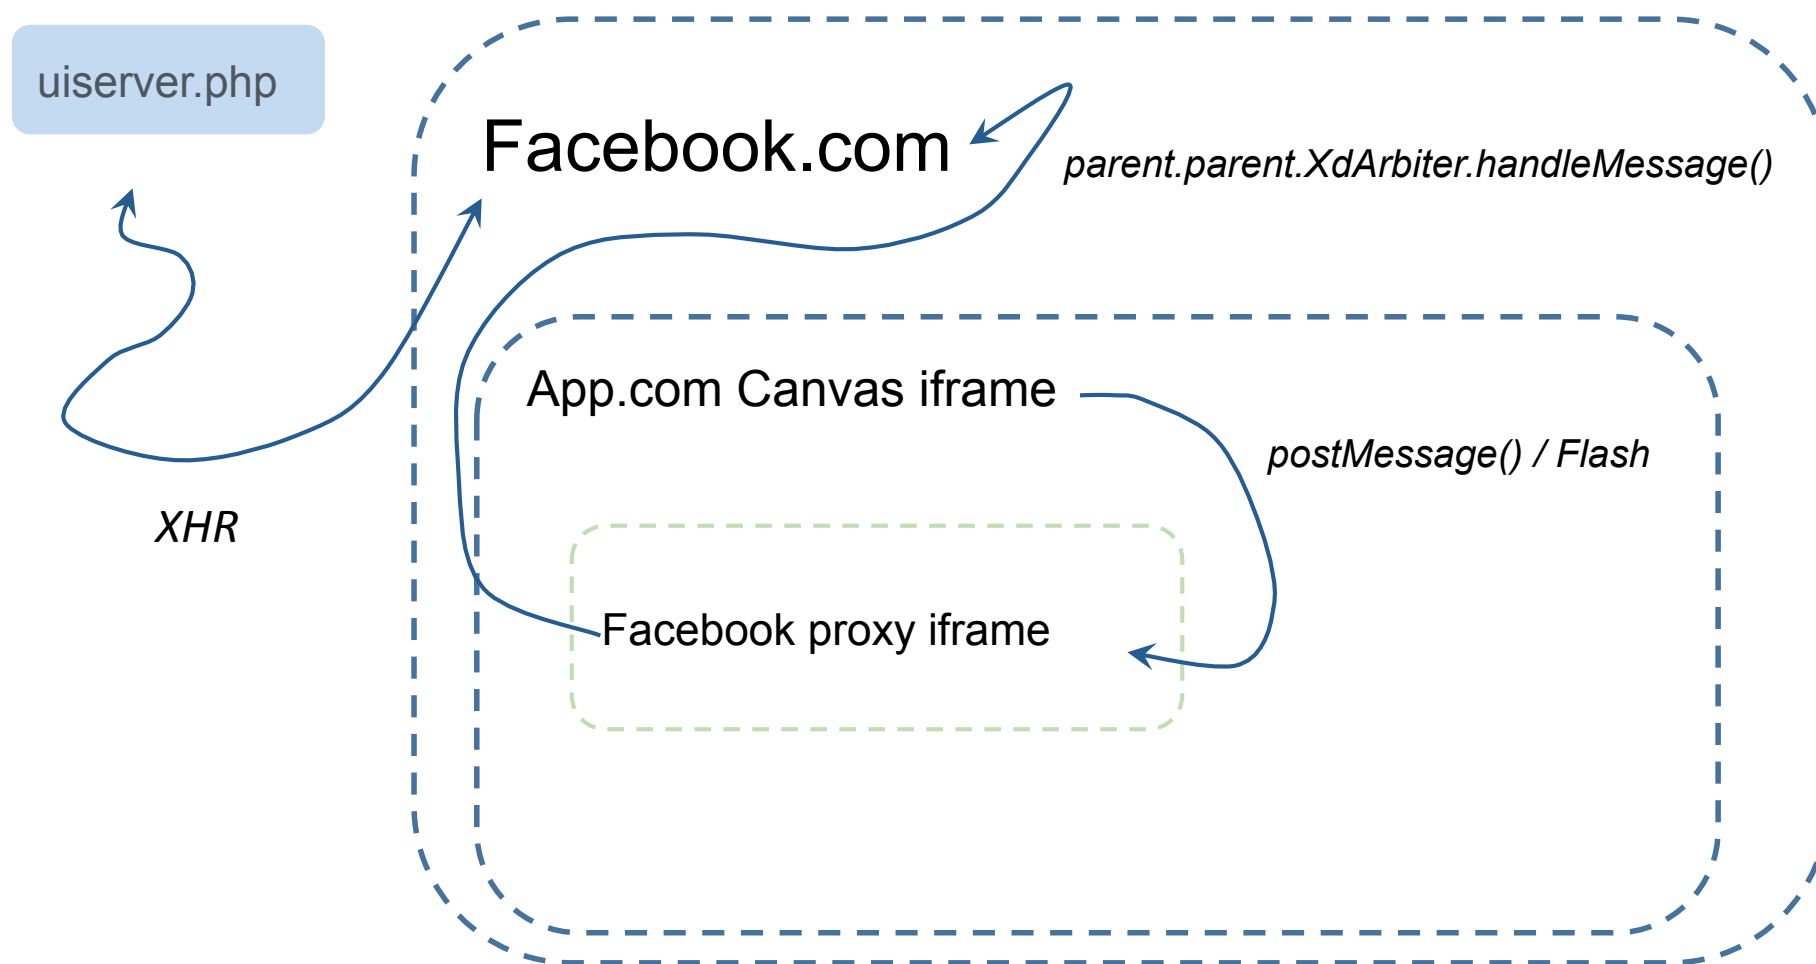 uiserver.php
Facebook.com
parent.parent.XdArbiter.handleMessage()
App.com Canvas iframe
postMessage() / Flash
XHR
Facebook proxy iframe